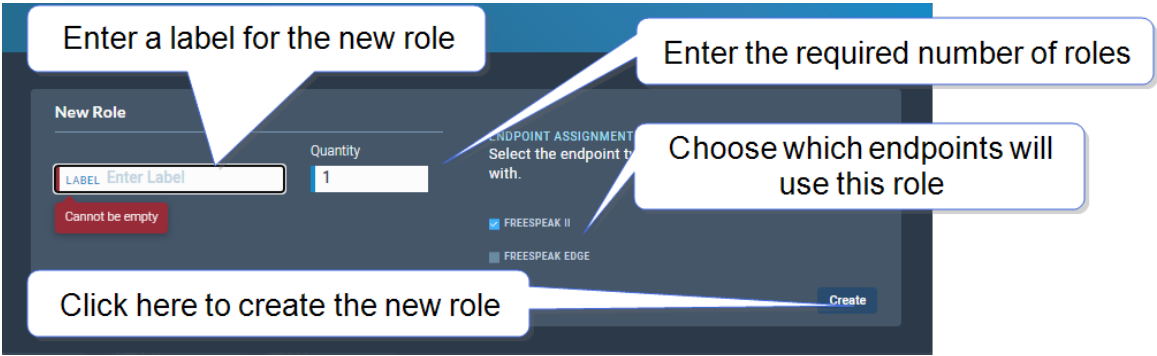 Enter a label for the new role
Enter the required number of roles
New Role
ENDPOINT ASSIGNMENT
Quantity
Select the endpoint
with.
LABEL Enter Label
1
Choose which endpoints will
use this role
Cannot be empty
FREESPEAK II
FREESPEAK EDGE
Click here to create the new role
Create